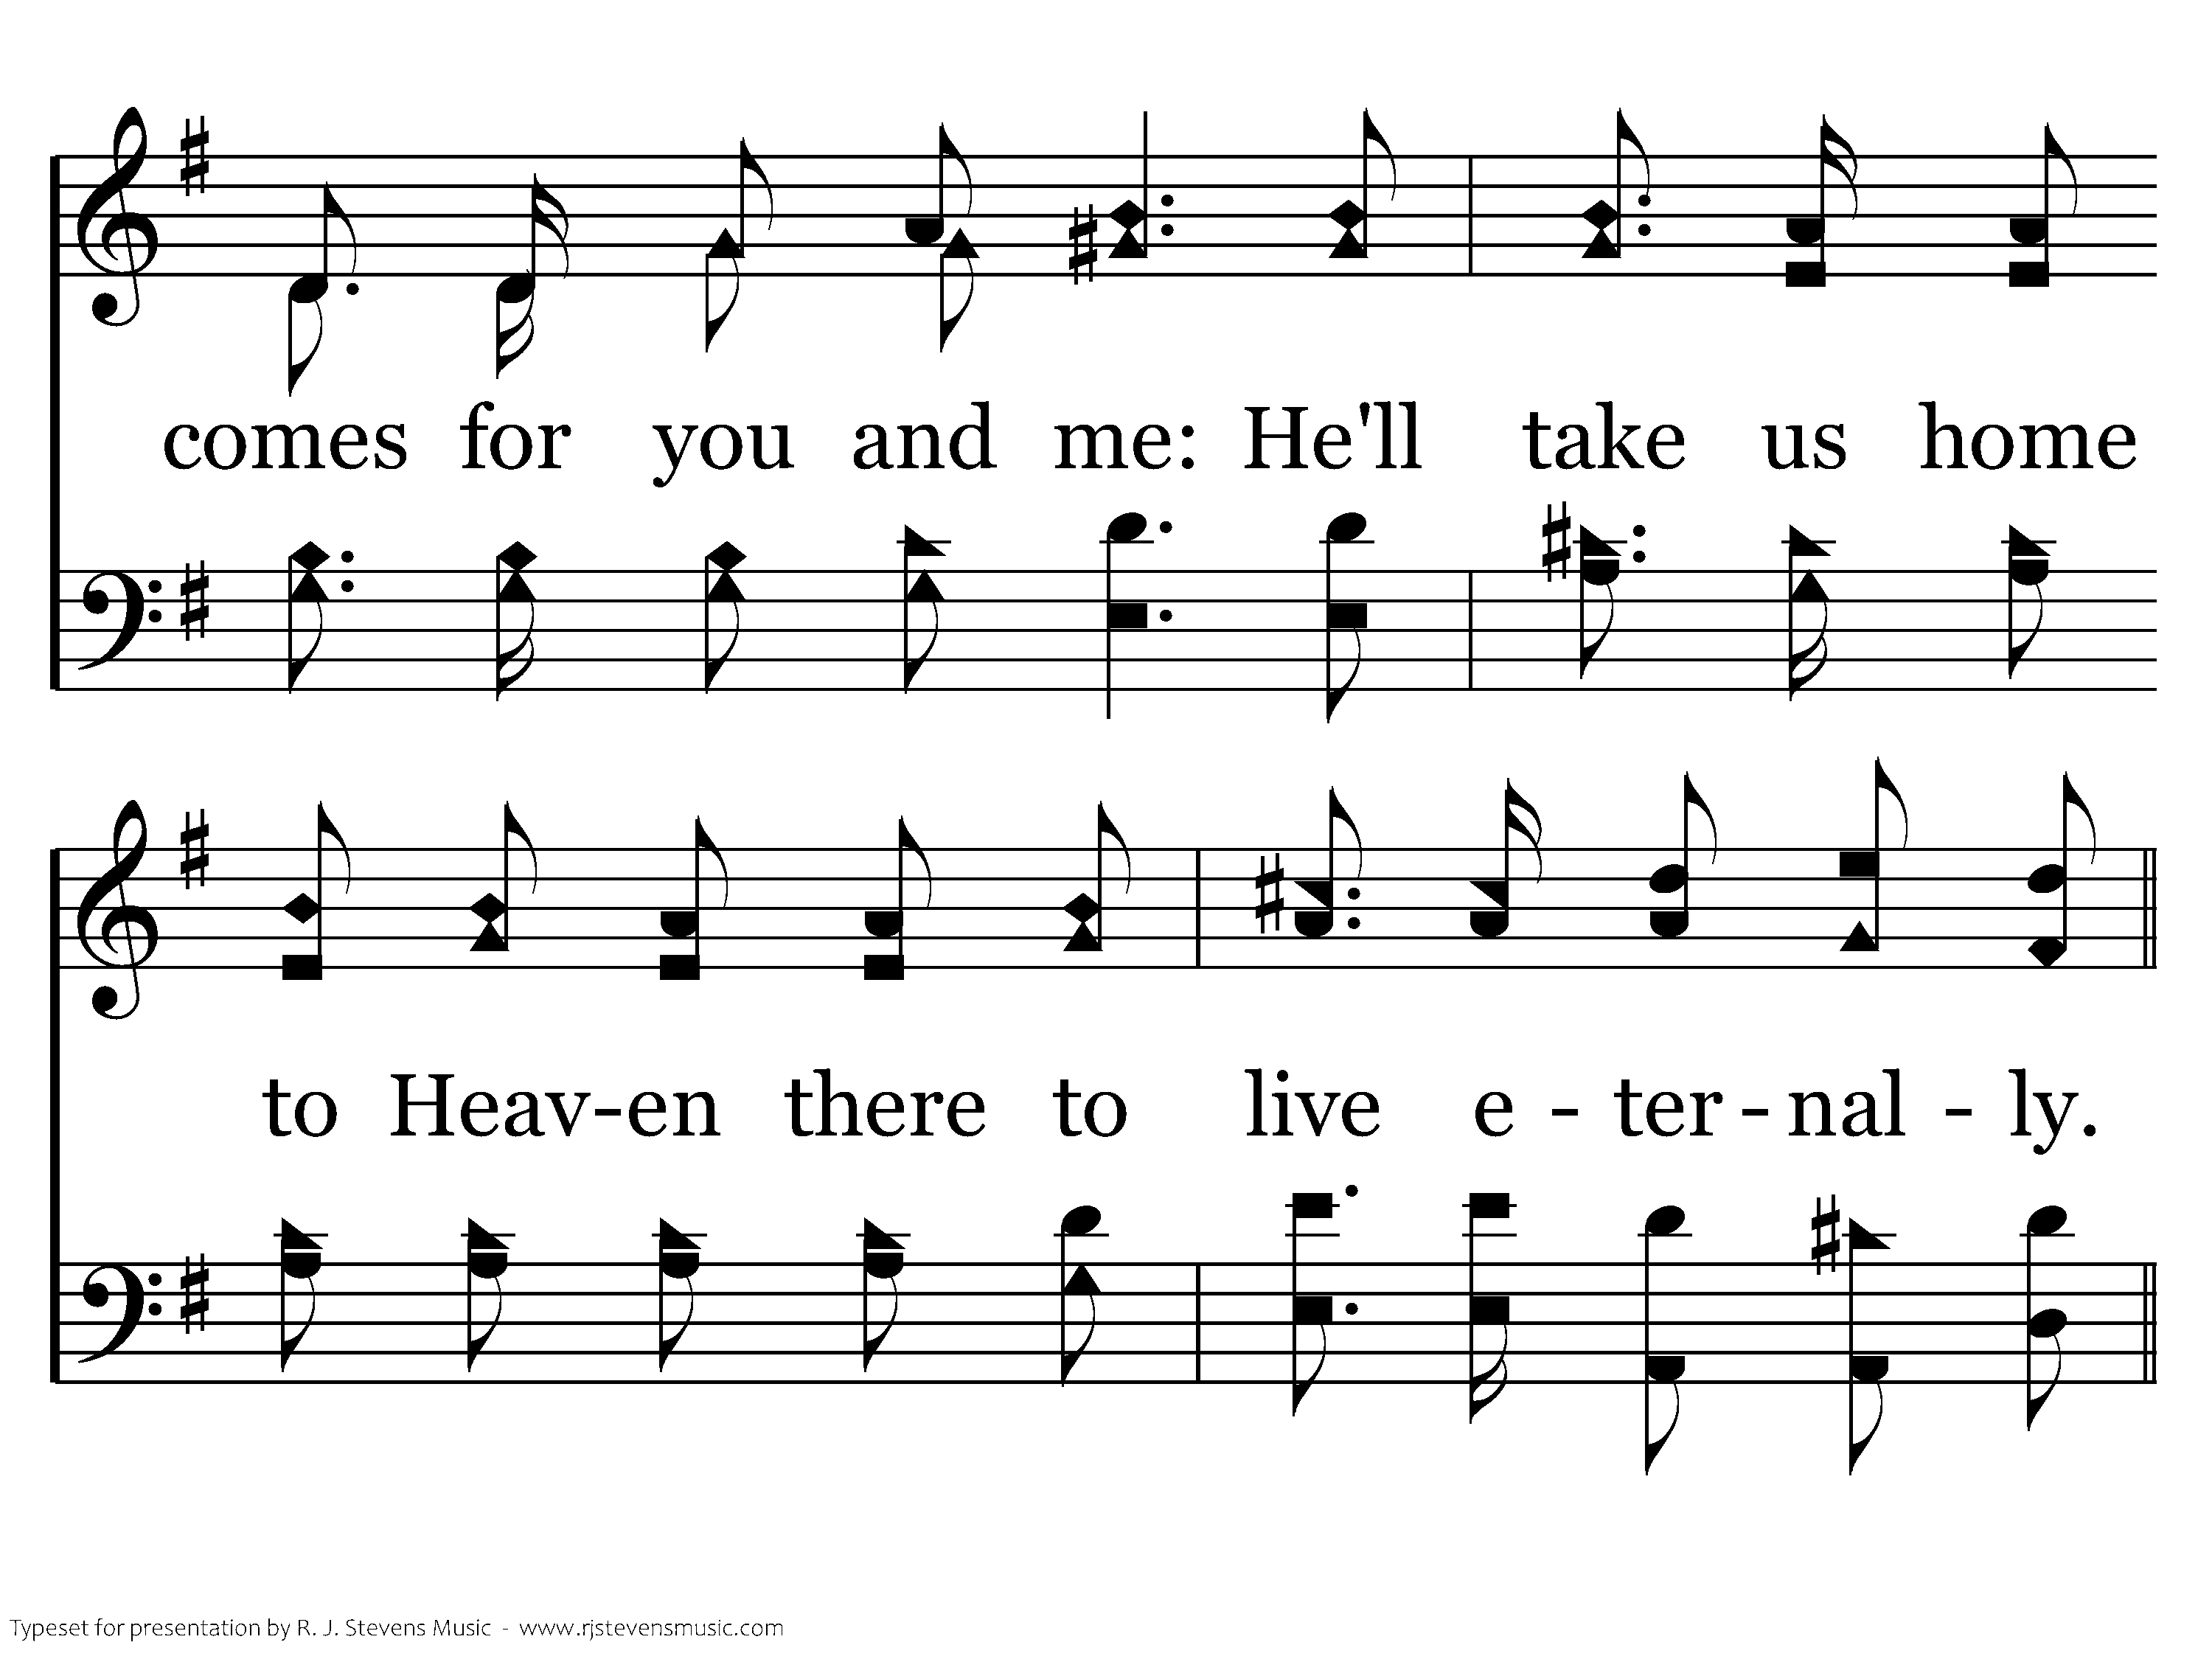 comes for you and me: He'll take us home
to Heav-en there to live e - ter - nal - ly.
Typeset for presentation by R. J. Stevens Music - www.rjstevensmusic.com